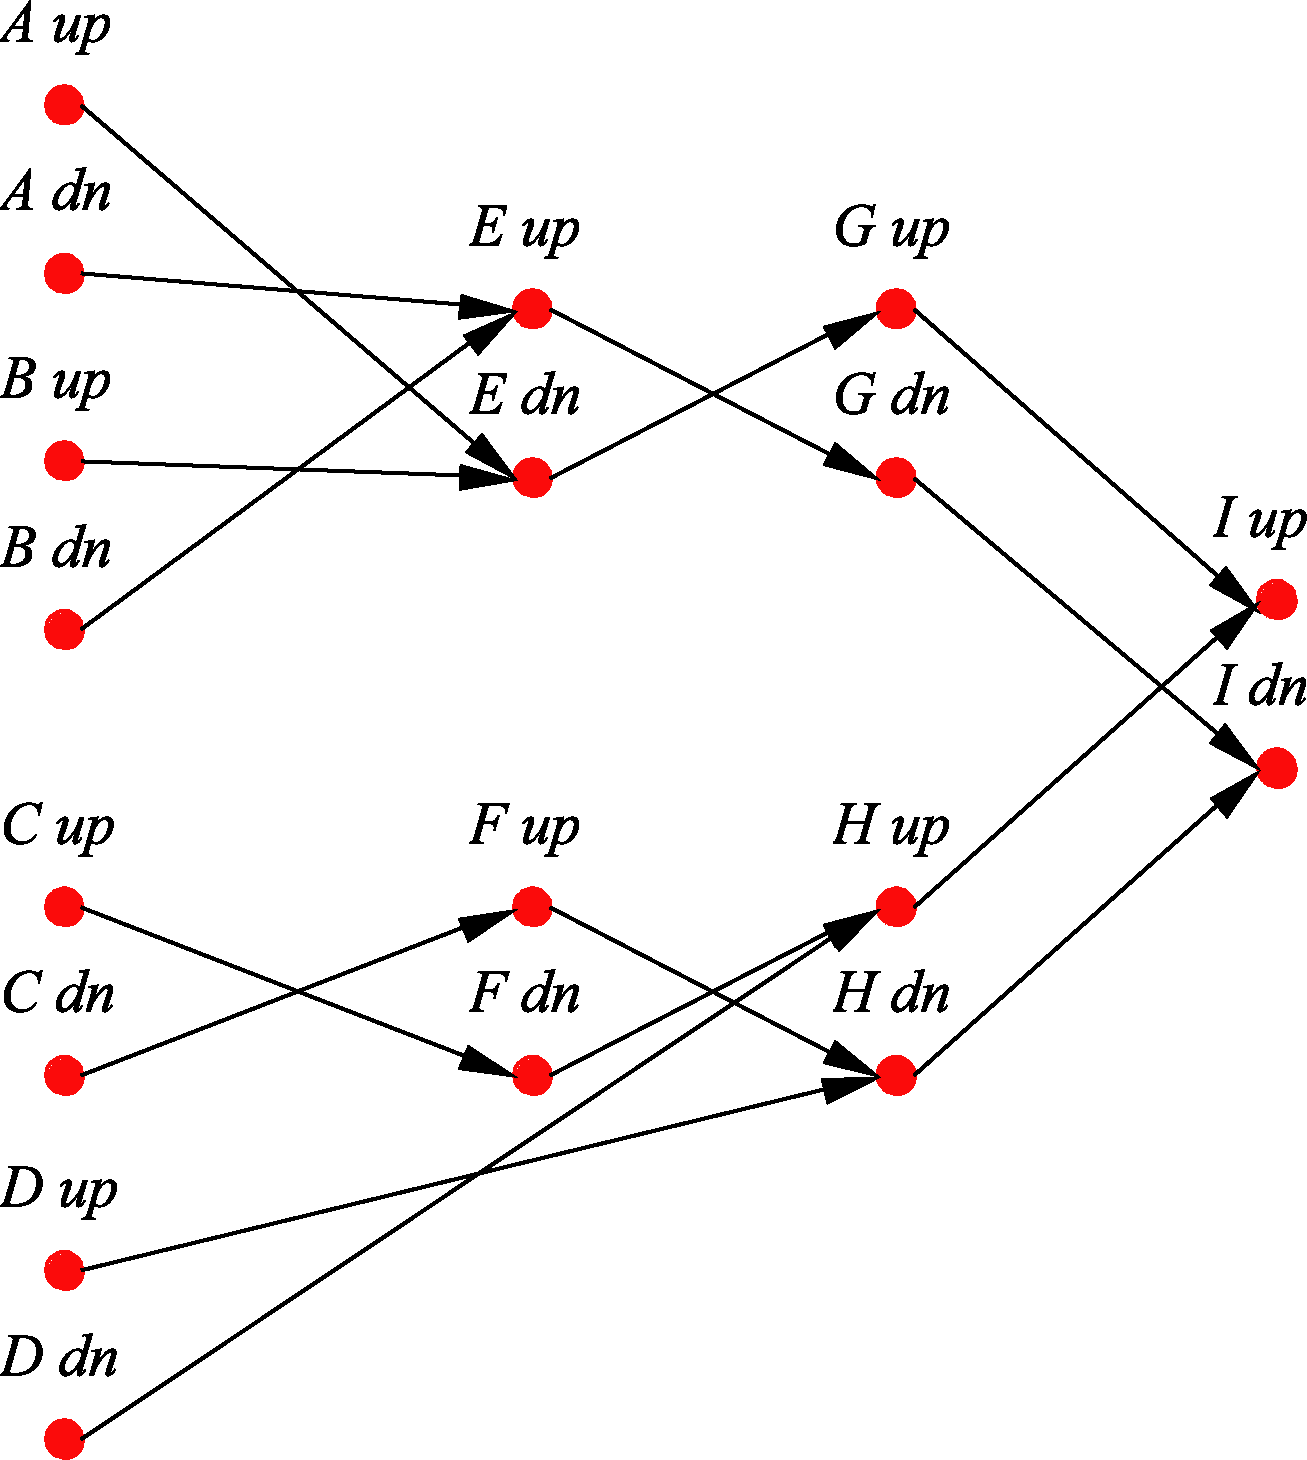 A up
A dn
E up
G up
B up
E dn
G dn
B dn
I up
I dn
C up
F up
H up
C dn
F dn
H dn
D up
D dn